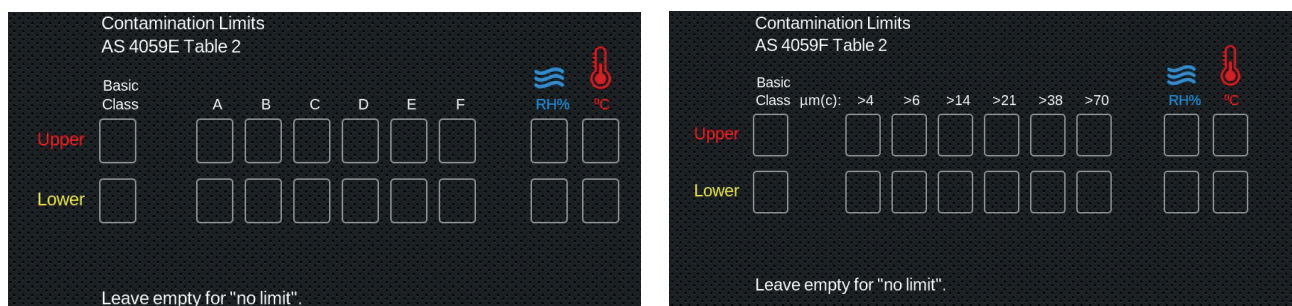 Contamination Limits
AS 4059E Table 2
Basic
Class A B C D E F RH% ºC
Upper
Lower
Leave empty for "no limit".
Contamination Limits
AS 4059F Table 2
Basic
Class µm(c): >4 >6 >14 >21 >38 >70 RH% ºC
Upper
Lower
Leave empty for "no limit".